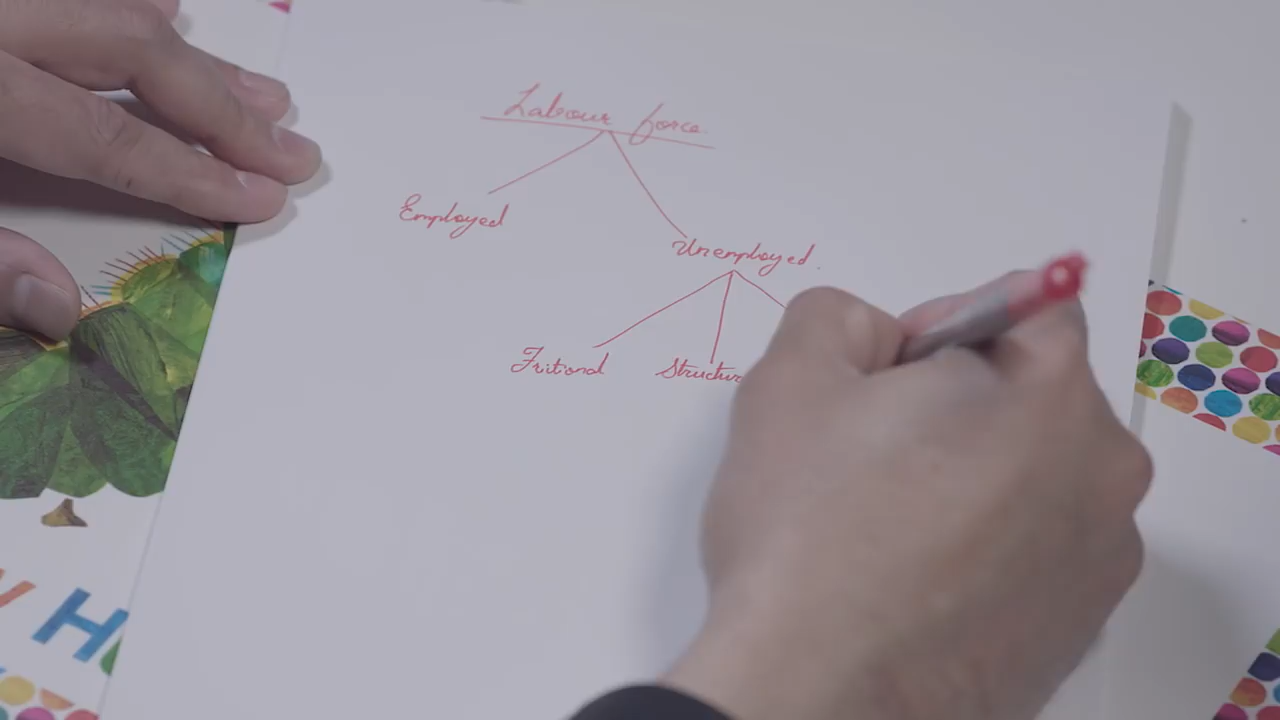 Labour force
Employed
Unemployed.
Fritional Structur
H